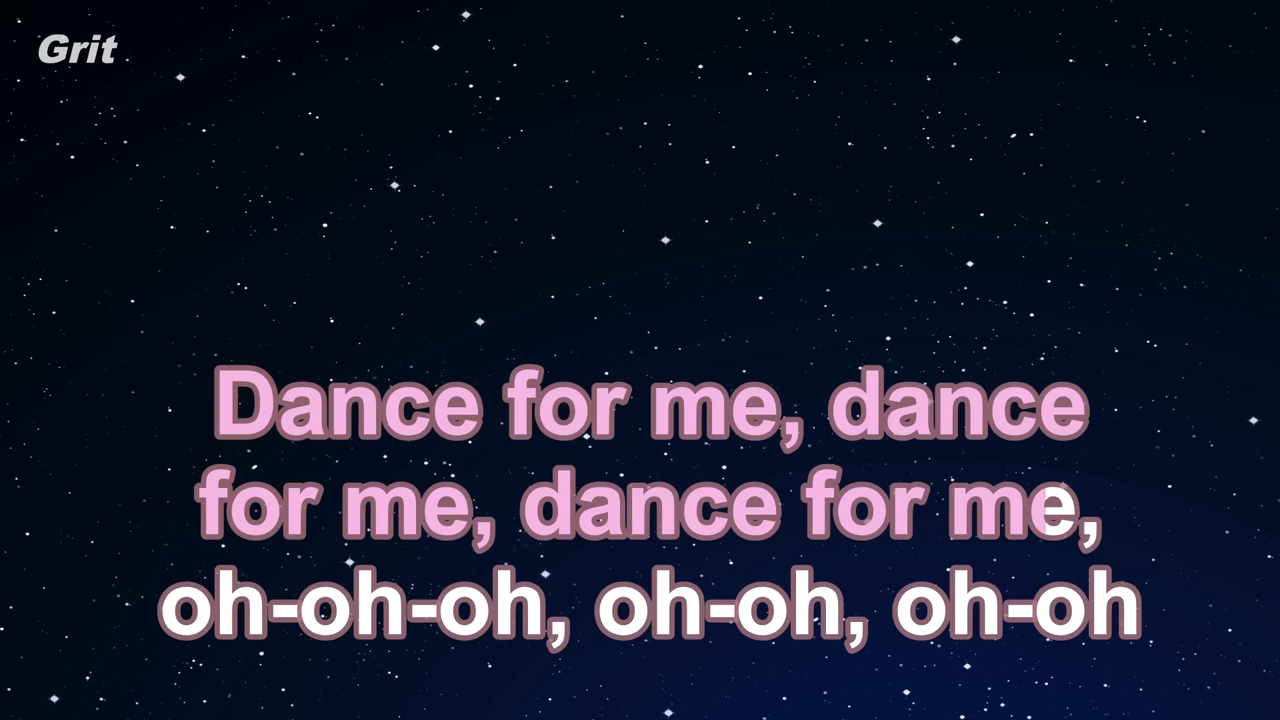 Grit
Dance for me, dance
for me, dance for me,
oh-oh-oh, oh-oh, oh-oh